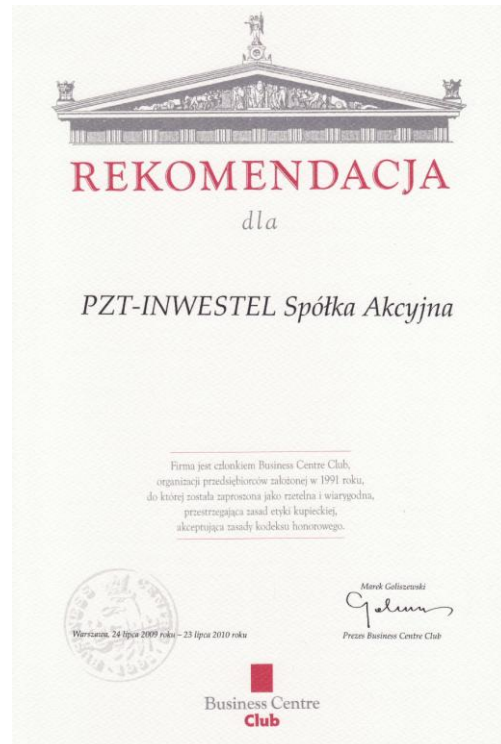 REKOMENDACJA
dla
PZT-INWESTEL Spółka Akcyjna
Firma jest członkiem Business Centre Club,
organizacji przedsiębiorców założonej w 1991 roku,
do której została zaproszona jako rzetelna i wiarygodna,
przestrzegająca zasad etyki kupieckiej,
akceptująca zasady kodeksu honorowego.
Marek Goliszewski
Warszawa, 24 lipca 2009 roku – 23 lipca 2010 roku
Prezes Business Centre Club
Business Centre
Club